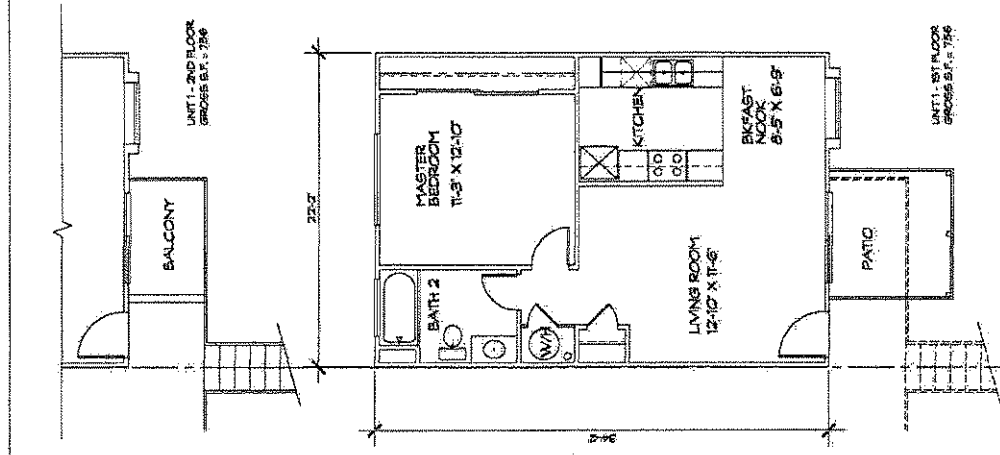 UNIT 1 - 2ND FLOOR
GROSS S.F. = 736
BALCONY
22'-2"
MASTER
BEDROOM
11'-3" X 12'-10"
KITCHEN
BKFAST
NOOK
8'-5" X 6'-9"
BATH 2
W/H
LIVING ROOM
12'-10" X 11'-6"
PATIO
UNIT 1 - 1ST FLOOR
GROSS S.F. = 736